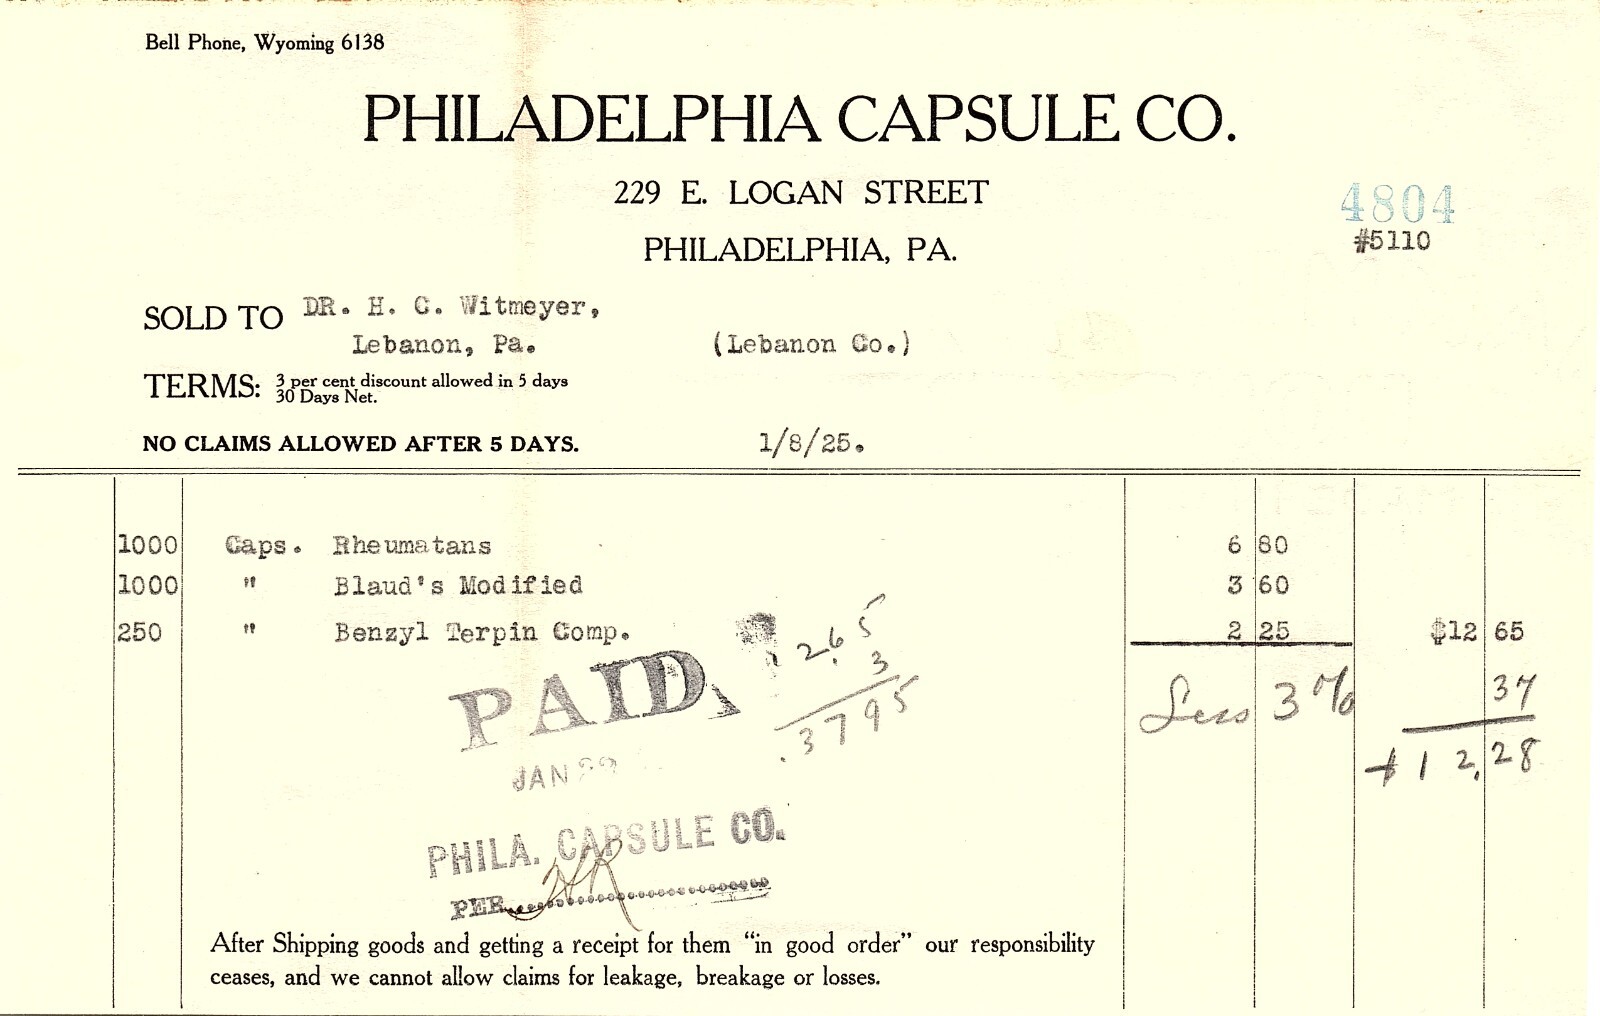 Bell Phone, Wyoming 6138
PHILADELPHIA CAPSULE CO.
229 E. LOGAN STREET
PHILADELPHIA, PA.
4804
#5110
SOLD TO DR. H. C. Witmeyer,
Lebanon, Pa. (Lebanon Co.)
TERMS: 3 per cent discount allowed in 5 days
30 Days Net.
NO CLAIMS ALLOWED AFTER 5 DAYS. 1/8/25.
1000 Caps. Rheumatans 6 80
1000 " Blaud's Modified 3 60
250 " Benzyl Terpin Comp. 2 25 $12 65
Less 3% 37
$12.28
2.65
3
.3795
PAID
JAN
PHILA. CAPSULE CO.
PER
After Shipping goods and getting a receipt for them “in good order” our responsibility
ceases, and we cannot allow claims for leakage, breakage or losses.